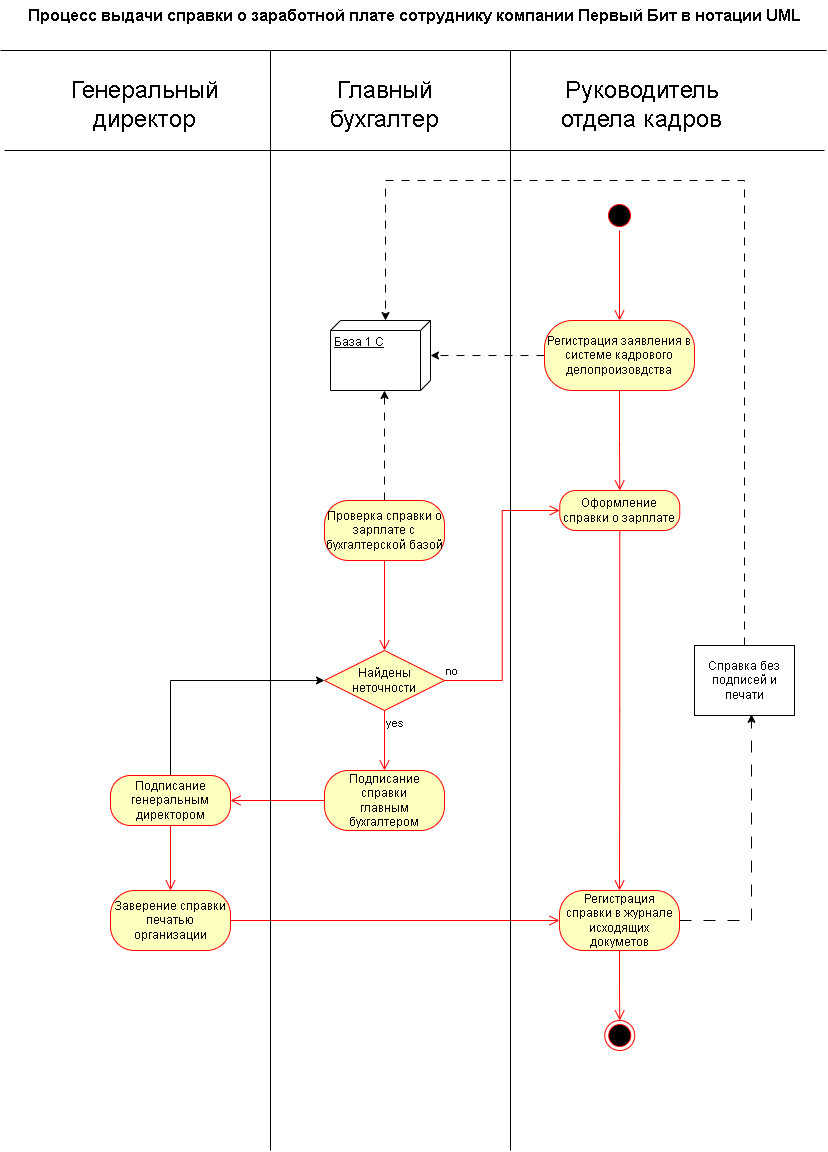 Процесс выдачи справки о заработной плате сотруднику компании Первый Бит в нотации UML
Генеральный
директор
Главный
бухгалтер
Руководитель
отдела кадров
База 1 С
Регистрация заявления в
системе кадрового
делопроизовдства
Проверка справки о
зарплате с
бухгалтерской базой
Оформление
справки о зарплате
Найдены
неточности
no
yes
Справка без
подписей и
печати
Подписание
генеральным
директором
Подписание
справки
главным
бухгалтером
Заверение справки
печатью
организации
Регистрация
справки в журнале
исходящих
докуметов